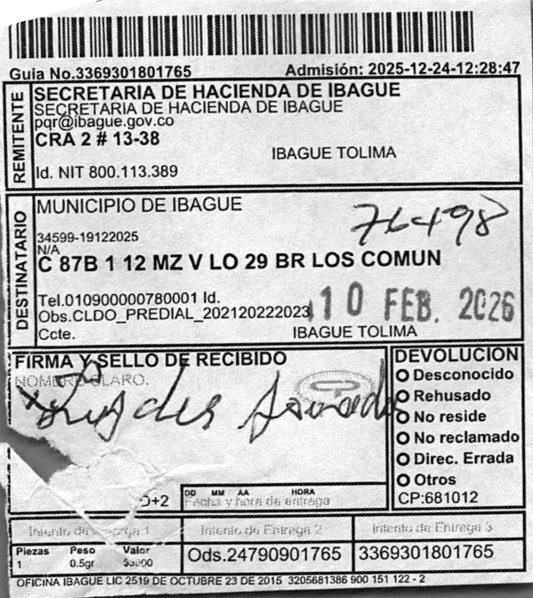 Guia No.3369301801765 Admisión: 2025-12-24-12:28:47
REMITENTE
SECRETARIA DE HACIENDA DE IBAGUE
SECRETARIA DE HACIENDA DE IBAGUE
pqr@ibague.gov.co
CRA 2 # 13-38
IBAGUE TOLIMA
Id. NIT 800.113.389
DESTINATARIO
MUNICIPIO DE IBAGUE
76498
34599-19122025
N/A
C 87B 1 12 MZ V LO 29 BR LOS COMUN
Tel.010900000780001 Id.
Obs.CLDO_PREDIAL_202120222023
10 FEB. 2026
Ccte. IBAGUE TOLIMA
FIRMA Y SELLO DE RECIBIDO
NOMBRE CLARO.
DEVOLUCION
Desconocido
Rehusado
No reside
No reclamado
Direc. Errada
Otros
CP:681012
D+2
DD MM AA HORA
Fecha y hora de entrega
Intento de Entrega 1 Intento de Entrega 2 Intento de Entrega 3
Piezas Peso Valor
1 0.5gr
Ods.24790901765 3369301801765
OFICINA IBAGUE LIC 2519 DE OCTUBRE 23 DE 2015 3205681386 900 151 122 - 2